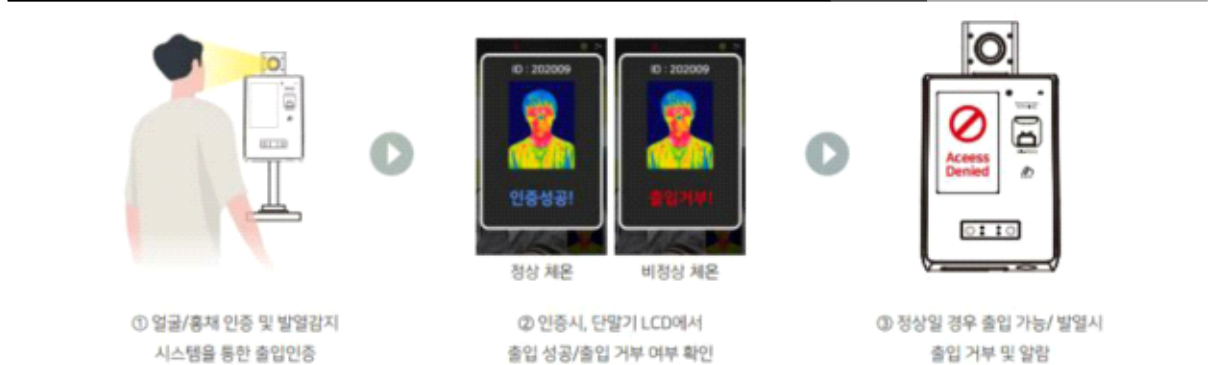 ID : 202009
인증성공!
정상 체온
ID : 202009
출입거부!
비정상 체온
Aceess
Denied
① 얼굴/홍채 인증 및 발열감지
시스템을 통한 출입인증
② 인증시, 단말기 LCD에서
출입 성공/출입 거부 여부 확인
③ 정상일 경우 출입 가능/ 발열시
출입 거부 및 알람